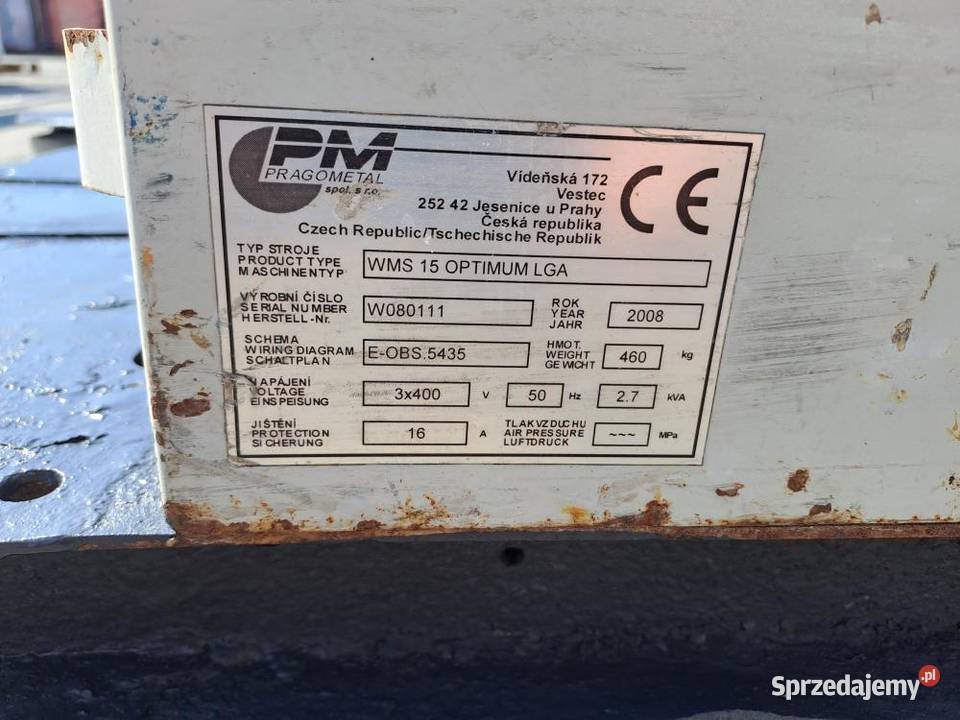 PM
PRAGOMETAL
spol. s r.o.
Vídeňská 172
Vestec
252 42 Jesenice u Prahy
Česká republika
Czech Republic/Tschechische Republik
CE
TYP STROJE
PRODUCT TYPE
MASCHINENTYP
WMS 15 OPTIMUM LGA
VÝROBNÍ ČÍSLO
SERIAL NUMBER
HERSTELL-Nr.
W080111
ROK
YEAR
JAHR
2008
SCHEMA
WIRING DIAGRAM
SCHALTPLAN
E-OBS.5435
HMOT.
WEIGHT
GEWICHT
460 kg
NAPÁJENÍ
VOLTAGE
EINSPEISUNG
3x400 V 50 Hz 2.7 kVA
JIŠTĚNÍ
PROTECTION
SICHERUNG
16 A
TLAK VZDUCHU
AIR PRESSURE
LUFTDRUCK
~~~ MPa
Sprzedajemy.pl